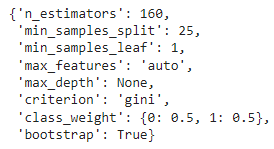 {'n_estimators': 160,
'min_samples_split': 25,
'min_samples_leaf': 1,
'max_features': 'auto',
'max_depth': None,
'criterion': 'gini',
'class_weight': {0: 0.5, 1: 0.5},
'bootstrap': True}